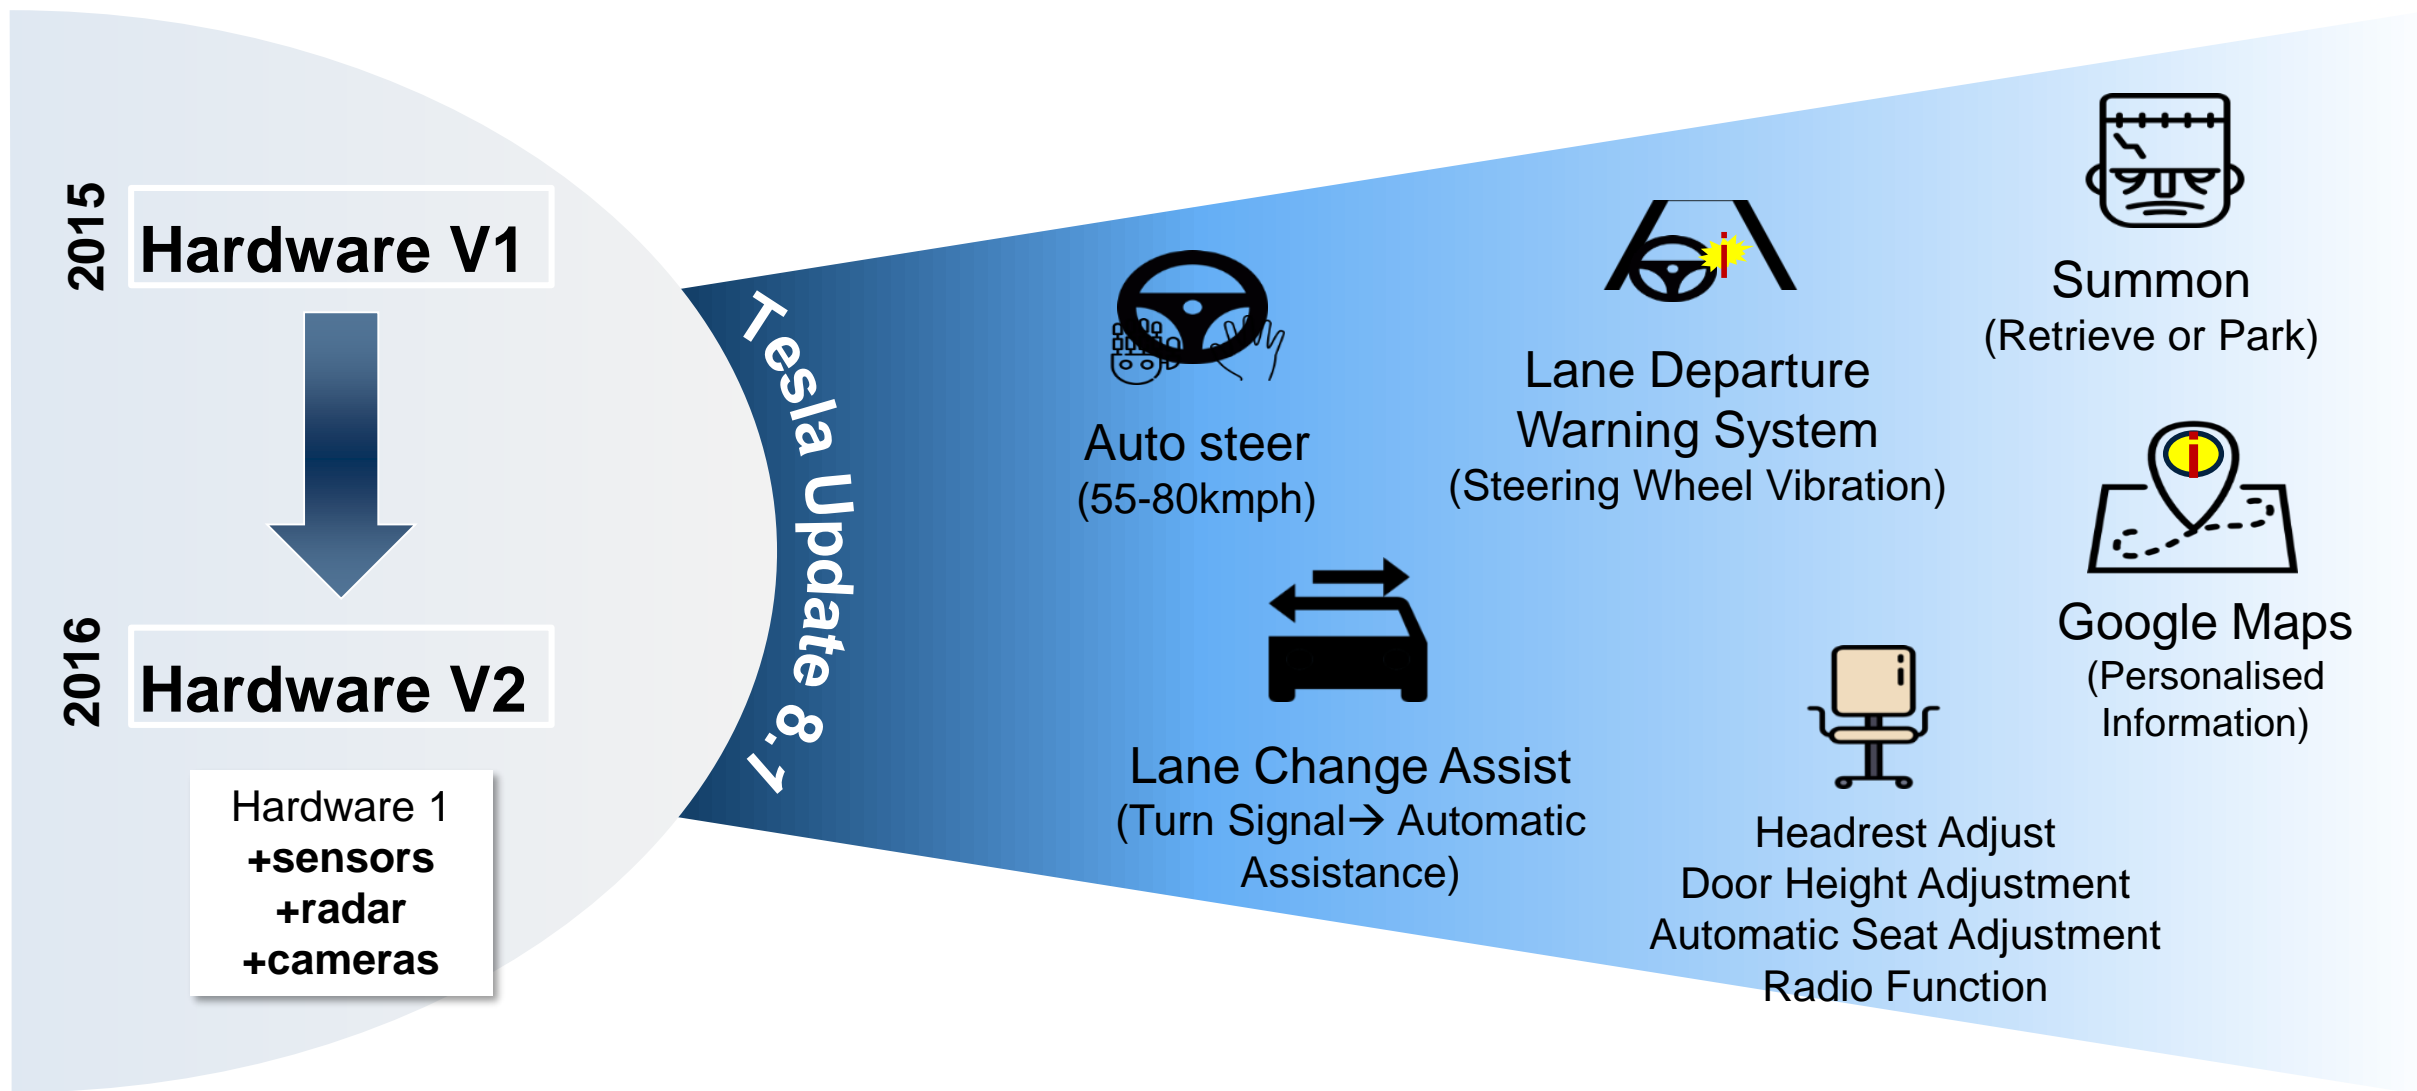 2015
Hardware V1
2016
Hardware V2
Hardware 1
+sensors
+radar
+cameras
Tesla Update 8.1
Auto steer
(55-80kmph)
i
Lane Departure
Warning System
(Steering Wheel Vibration)
Summon
(Retrieve or Park)
Lane Change Assist
(Turn Signal→ Automatic
Assistance)
i
Google Maps
(Personalised
Information)
i
Headrest Adjust
Door Height Adjustment
Automatic Seat Adjustment
Radio Function